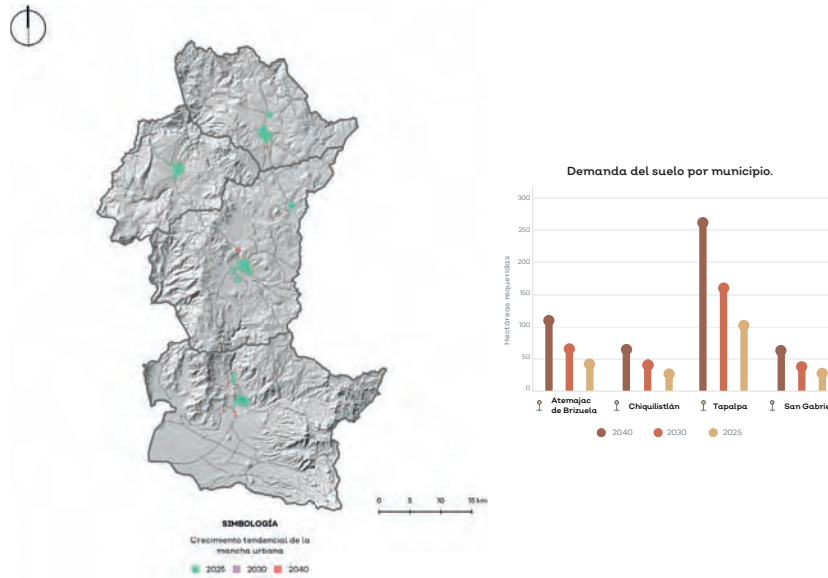 0 5 10 15 km
SIMBOLOGÍA
Crecimiento tendencial de la
mancha urbana
2025 2030 2040
Demanda del suelo por municipio.
Hectáreas requeridas
300
250
200
150
100
50
0
Atemajac
de Brizuela
Chiquilistlán
Tapalpa
San Gabrie
2040 2030 2025